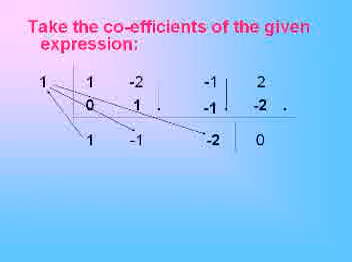 Take the co-efficients of the given
expression:
1 1 -2 -1 2
0 1 -1 -2
1 -1 -2 0